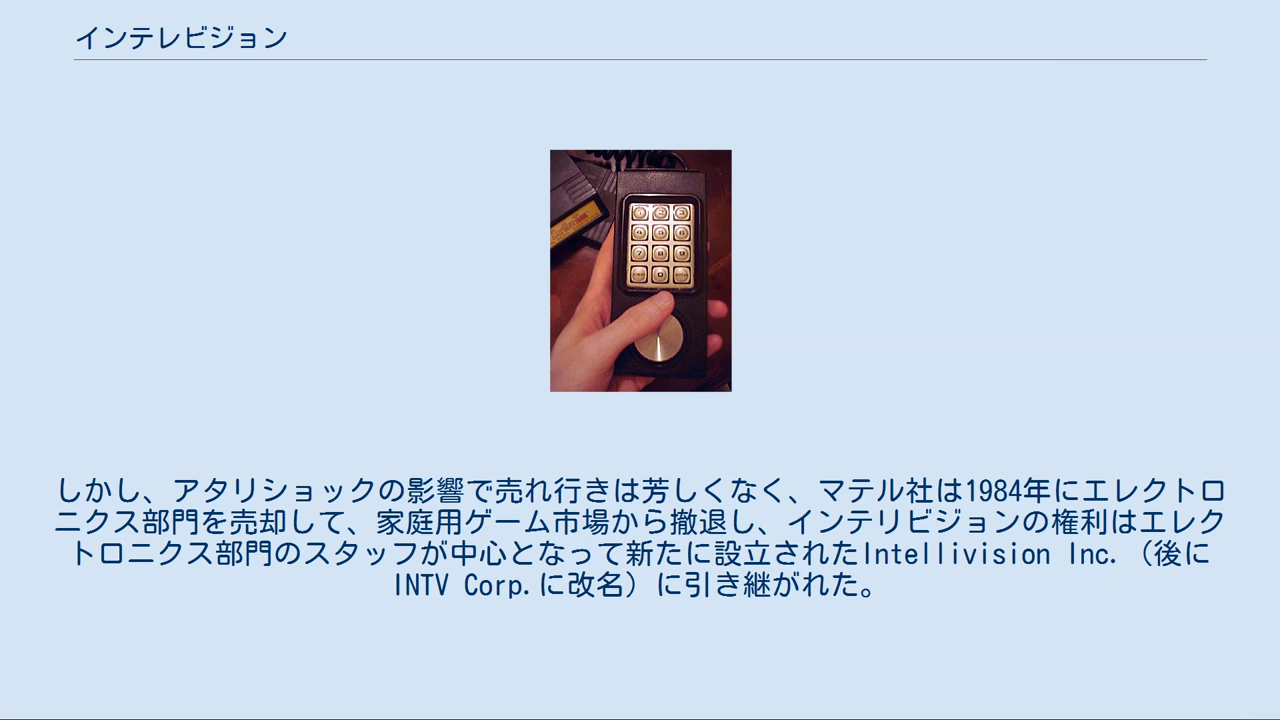 インテレビジョン
しかし、アタリショックの影響で売れ行きは芳しくなく、マテル社は1984年にエレクトロ
ニクス部門を売却して、家庭用ゲーム市場から撤退し、インテリビジョンの権利はエレク
トロニクス部門のスタッフが中心となって新たに設立されたIntellivision Inc.（後に
INTV Corp.に改名）に引き継がれた。